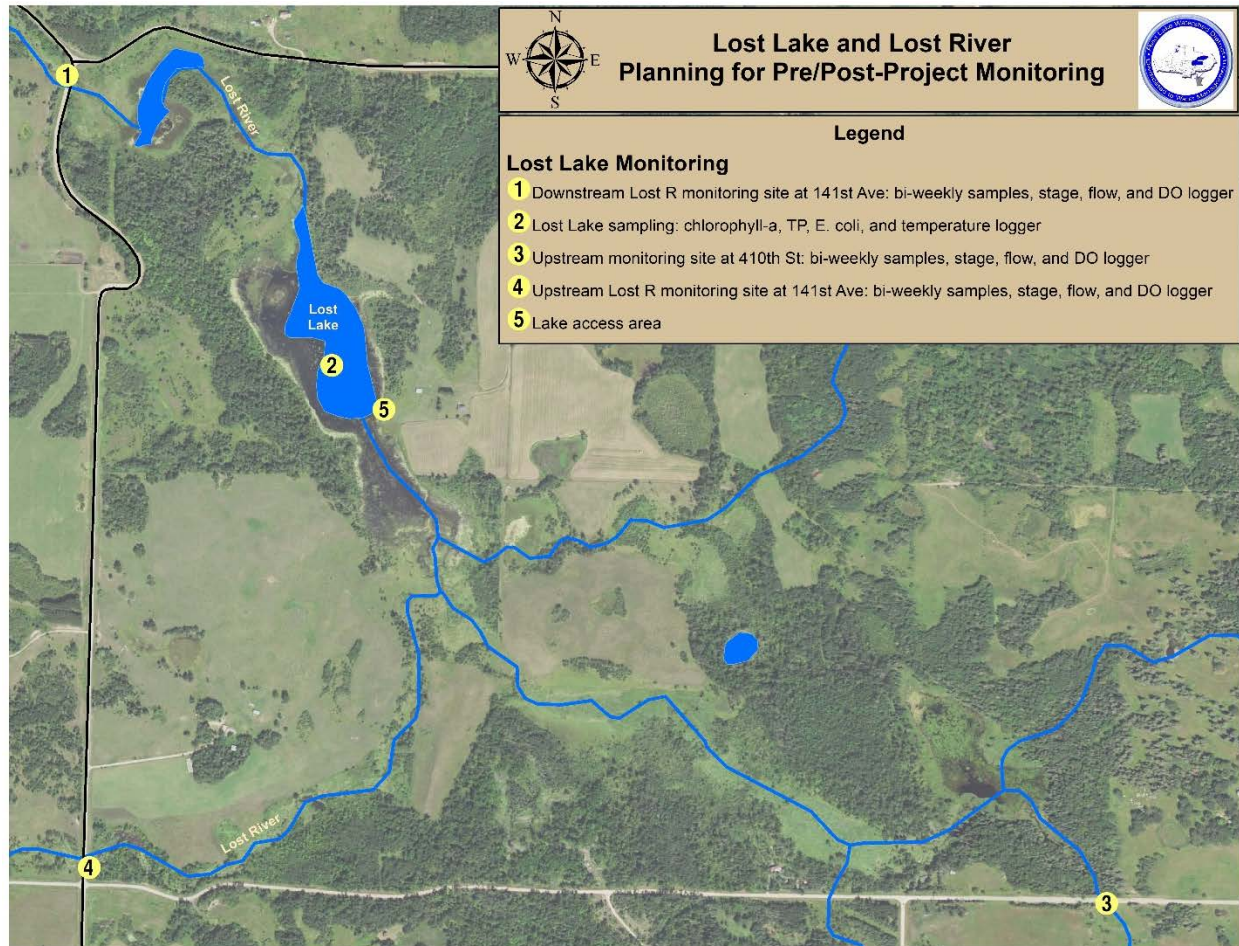 N
W E
S
Lost Lake and Lost River
Planning for Pre/Post-Project Monitoring
Legend
Lost Lake Monitoring
1 Downstream Lost R monitoring site at 141st Ave: bi-weekly samples, stage, flow, and DO logger
2 Lost Lake sampling: chlorophyll-a, TP, E. coli, and temperature logger
3 Upstream monitoring site at 410th St: bi-weekly samples, stage, flow, and DO logger
4 Upstream Lost R monitoring site at 141st Ave: bi-weekly samples, stage, flow, and DO logger
5 Lake access area
1
Lost River
Lost
Lake
2
5
Lost River
4
3